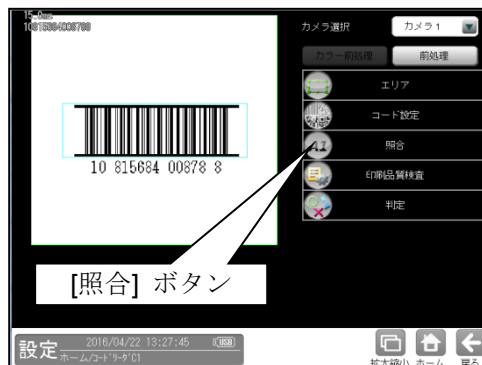 15.0ms
10815684008788
カメラ選択
カメラ1
カラー前処理
前処理
エリア
コード設定
照合
印刷品質検査
判定
10 815684 00878 8
[照合] ボタン
設定
2016/04/22 13:27:45
USB
ホーム/コードリーダ01
拡大縮小
ホーム
戻る